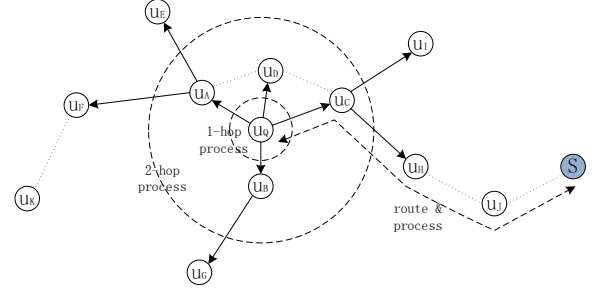 uE
uI
uD
uA
uC
uF
1-hop
process
uQ
2-hop
process
uB
uH
S
uK
uJ
route &
process
uG